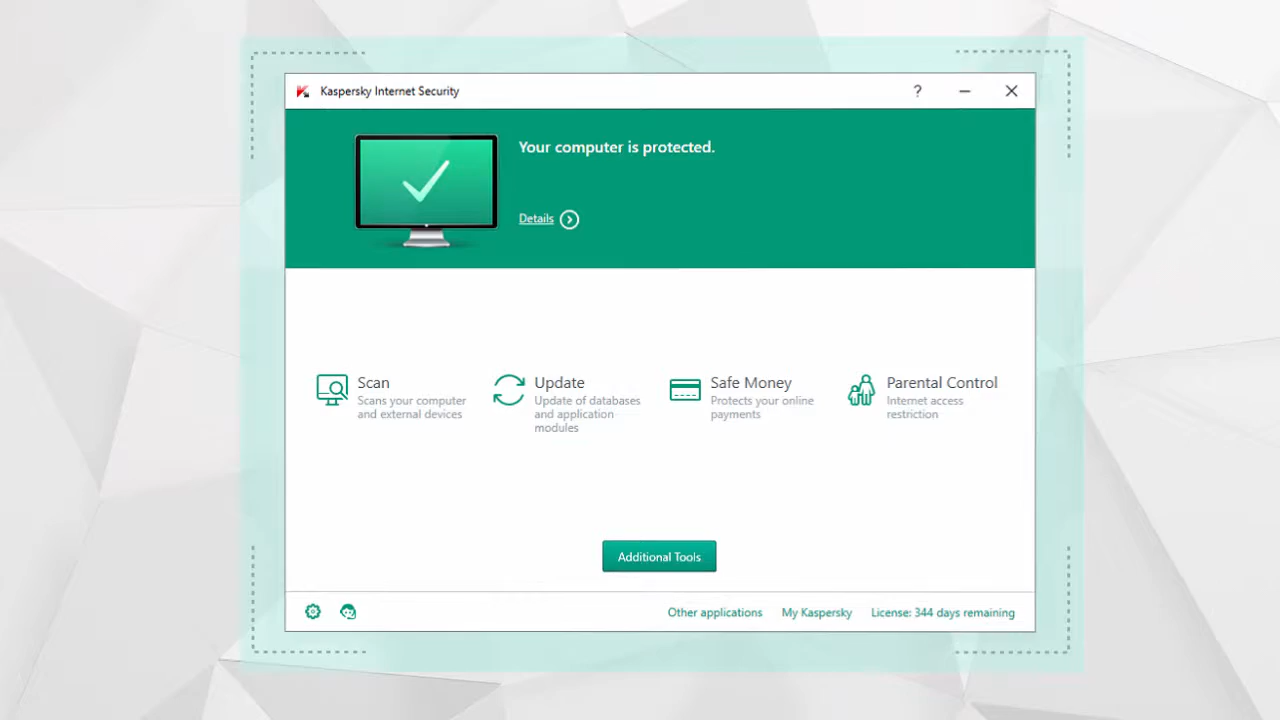 Kaspersky Internet Security
?
Your computer is protected.
Details
Scan
Scans your computer
and external devices
Update
Update of databases
and application
modules
Safe Money
Protects your online
payments
Parental Control
Internet access
restriction
Additional Tools
Other applications
My Kaspersky
License: 344 days remaining